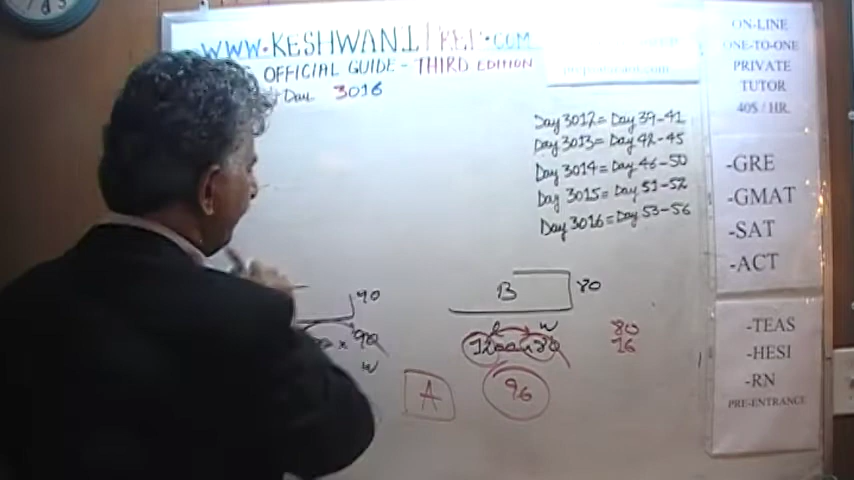 WWW.KESHWANI PREP.COM
OFFICIAL GUIDE - THIRD EDITION
Day 3016
Day 3012 = Day 39-41
Day 3013 = Day 42-45
Day 3014 = Day 46-50
Day 3015 = Day 51-52
Day 3016 = Day 53-56
90
x 90
W
B
80
l W
1200 x 80
80
16
A
96
ON-LINE
ONE-TO-ONE
PRIVATE
TUTOR
40$ / HR.
-GRE
-GMAT
-SAT
-ACT
-TEAS
-HESI
-RN
PRE-ENTRANCE